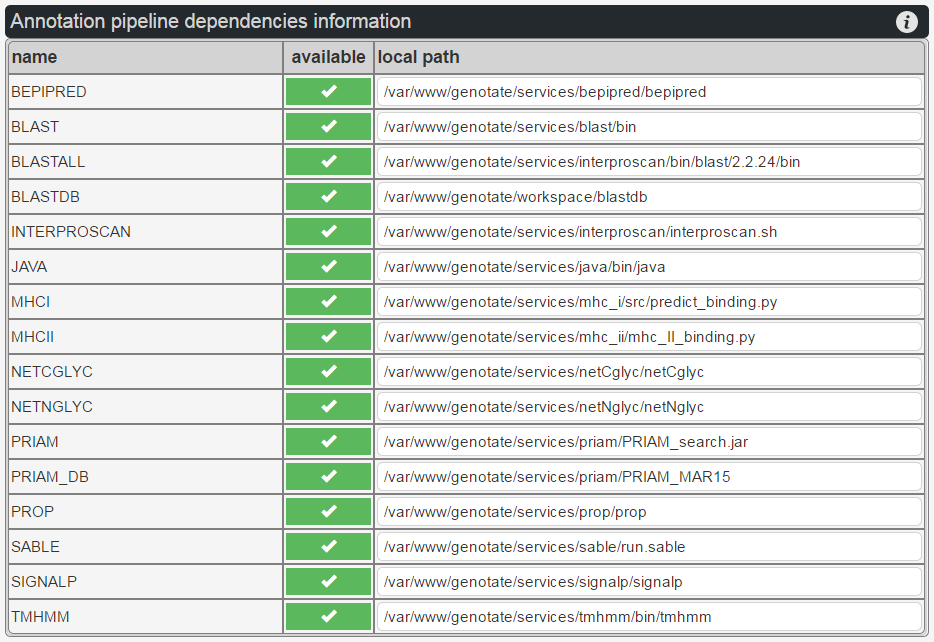 Annotation pipeline dependencies information
name available local path
BEPIPRED /var/www/genotate/services/bepipred/bepipred
BLAST /var/www/genotate/services/blast/bin
BLASTALL /var/www/genotate/services/interproscan/bin/blast/2.2.24/bin
BLASTDB /var/www/genotate/workspace/blastdb
INTERPROSCAN /var/www/genotate/services/interproscan/interproscan.sh
JAVA /var/www/genotate/services/java/bin/java
MHCI /var/www/genotate/services/mhc_i/src/predict_binding.py
MHCII /var/www/genotate/services/mhc_ii/mhc_II_binding.py
NETCGLYC /var/www/genotate/services/netCglyc/netCglyc
NETNGLYC /var/www/genotate/services/netNglyc/netNglyc
PRIAM /var/www/genotate/services/priam/PRIAM_search.jar
PRIAM_DB /var/www/genotate/services/priam/PRIAM_MAR15
PROP /var/www/genotate/services/prop/prop
SABLE /var/www/genotate/services/sable/run.sable
SIGNALP /var/www/genotate/services/signalp/signalp
TMHMM /var/www/genotate/services/tmhmm/bin/tmhmm